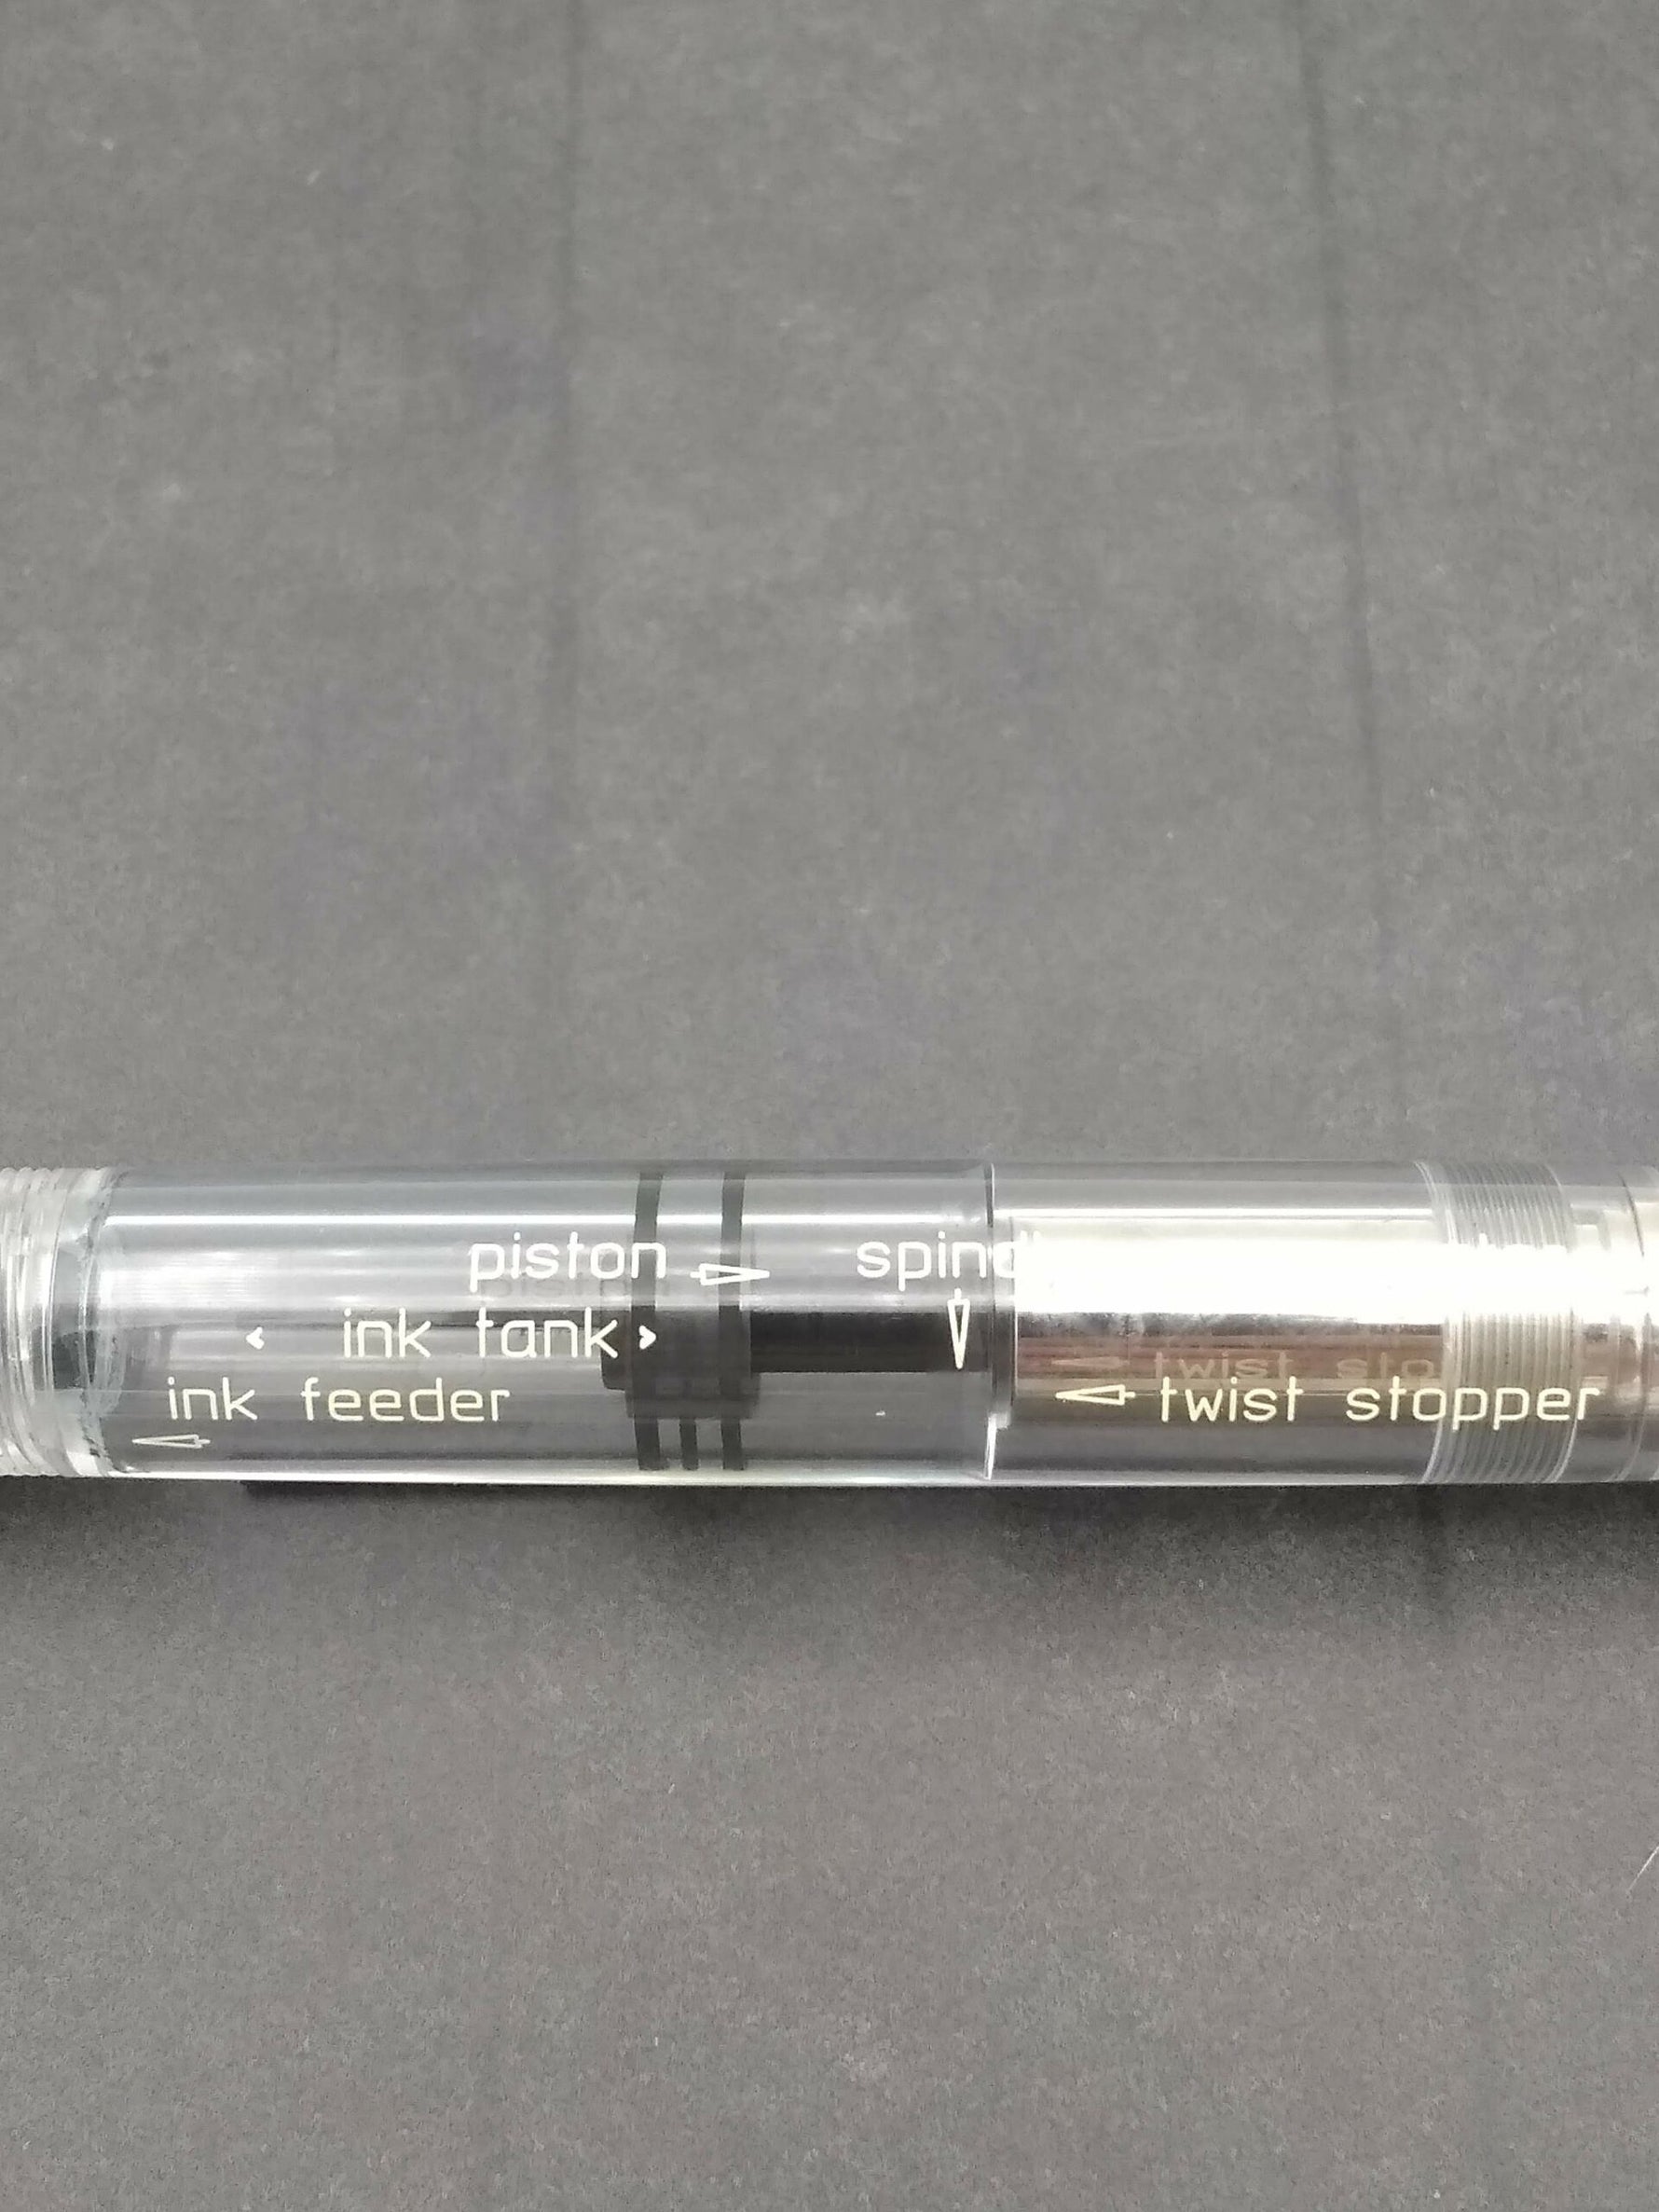 piston
spind
ink tank
ink feeder
twist stopper